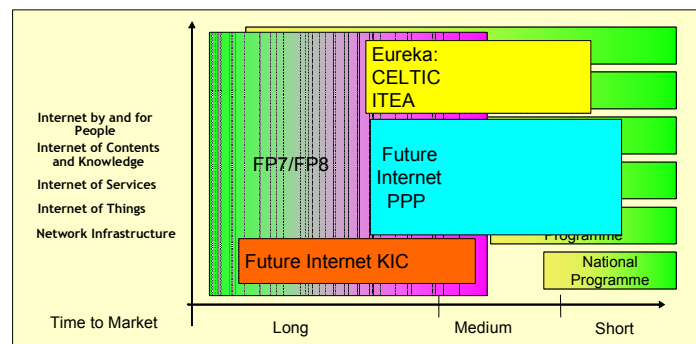 Eureka:
CELTIC
ITEA
Internet by and for
People
Internet of Contents
and Knowledge
Internet of Services
Internet of Things
Network Infrastructure
FP7/FP8
Future
Internet
PPP
Programme
Future Internet KIC
National
Programme
Time to Market
Long
Medium
Short